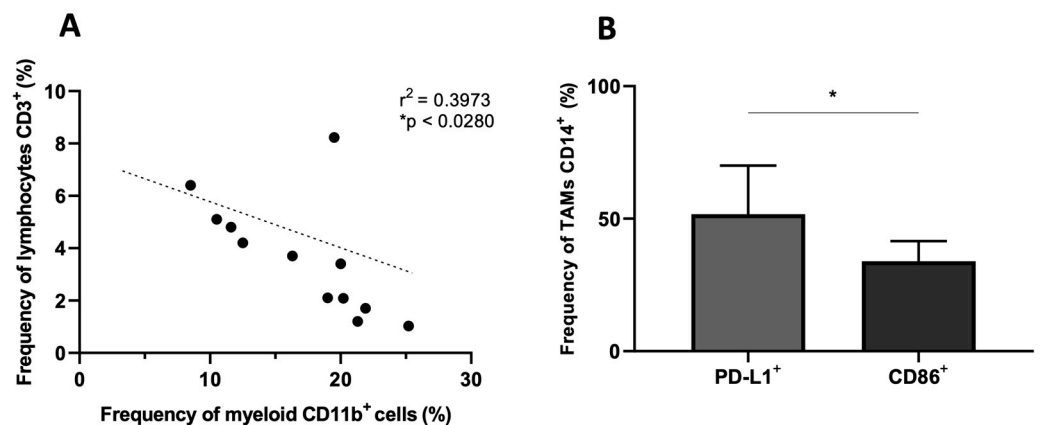 A
Frequency of lymphocytes CD3⁺ (%)
10
8
6
4
2
0
r² = 0.3973
*p < 0.0280
0
10
20
30
Frequency of myeloid CD11b⁺ cells (%)
B
Frequency of TAMs CD14⁺ (%)
100
50
0
*
PD-L1⁺
CD86⁺